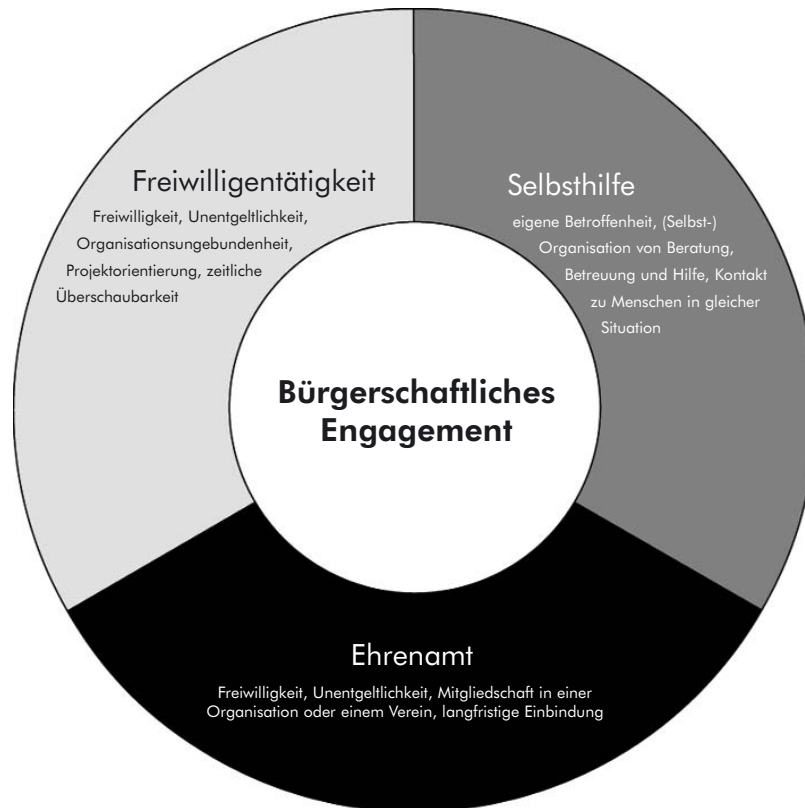 Freiwilligentätigkeit
Freiwilligkeit, Unentgeltlichkeit,
Organisationsungebundenheit,
Projektorientierung, zeitliche
Überschaubarkeit
Selbsthilfe
eigene Betroffenheit, (Selbst-)
Organisation von Beratung,
Betreuung und Hilfe, Kontakt
zu Menschen in gleicher
Situation
Bürgerschaftliches
Engagement
Ehrenamt
Freiwilligkeit, Unentgeltlichkeit, Mitgliedschaft in einer
Organisation oder einem Verein, langfristige Einbindung